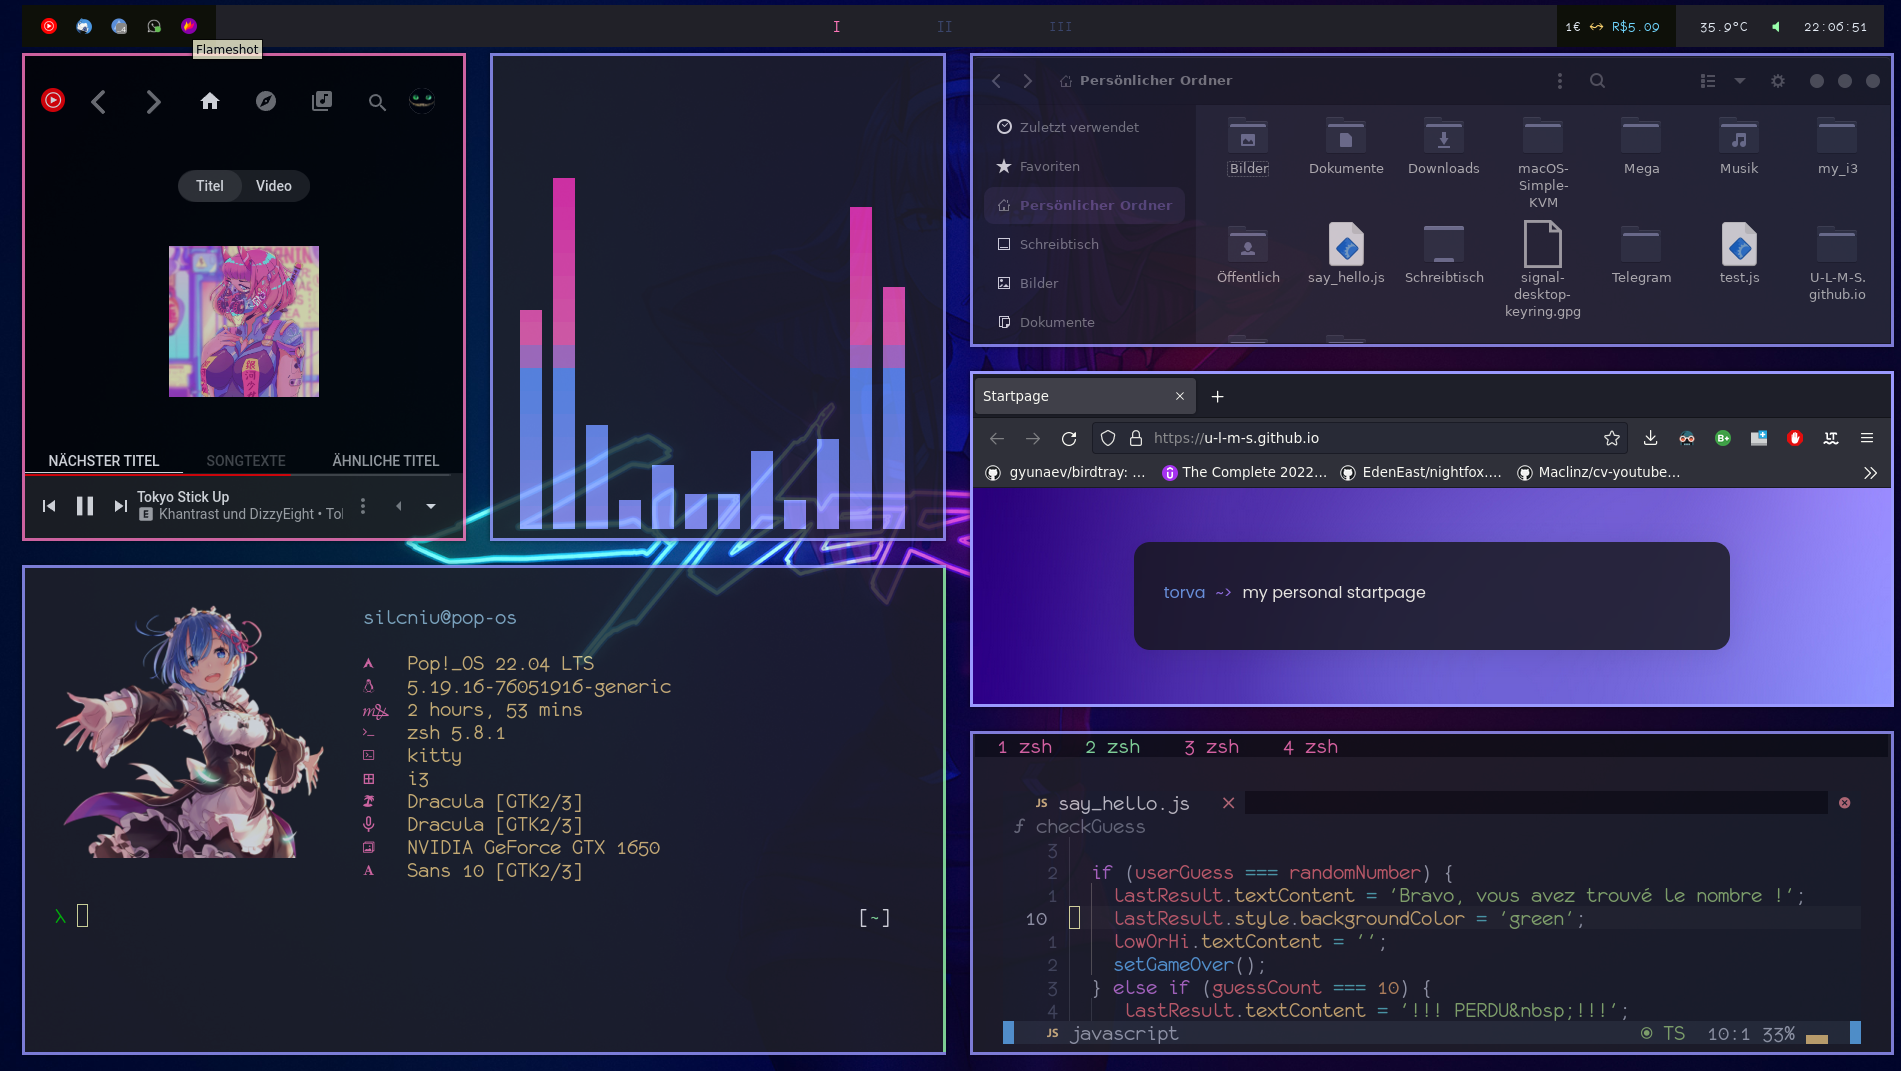 I II III 1€ ↔ R$5.09 35.9°C 22:06:51
Flameshot
Titel Video
NÄCHSTER TITEL SONGTEXTE ÄHNLICHE TITEL
Tokyo Stick Up
E Khantrast und DizzyEight • Tol
Persönlicher Ordner
Zuletzt verwendet
Favoriten
Persönlicher Ordner
Schreibtisch
Bilder
Dokumente
Bilder Dokumente Downloads macOS-Simple-KVM Mega Musik my_i3
Öffentlich say_hello.js Schreibtisch signal-desktop-keyring.gpg Telegram test.js U-L-M-S.github.io
Startpage
https://u-l-m-s.github.io
gyunaev/birdtray: ... The Complete 2022... EdenEast/nightfox.... Maclinz/cv-youtube...
torva ~> my personal startpage
silcniu@pop-os
Pop!_OS 22.04 LTS
5.19.16-76051916-generic
2 hours, 53 mins
zsh 5.8.1
kitty
i3
Dracula [GTK2/3]
Dracula [GTK2/3]
NVIDIA GeForce GTX 1650
Sans 10 [GTK2/3]
λ [~]
1 zsh 2 zsh 3 zsh 4 zsh
JS say_hello.js
f checkGuess
3
2 if (userGuess === randomNumber) {
1 lastResult.textContent = 'Bravo, vous avez trouvé le nombre !';
10 lastResult.style.backgroundColor = 'green';
1 lowOrHi.textContent = '';
2 setGameOver();
3 } else if (guessCount === 10) {
4 lastResult.textContent = '!!! PERDU&nbsp;!!!';
JS javascript TS 10:1 33%